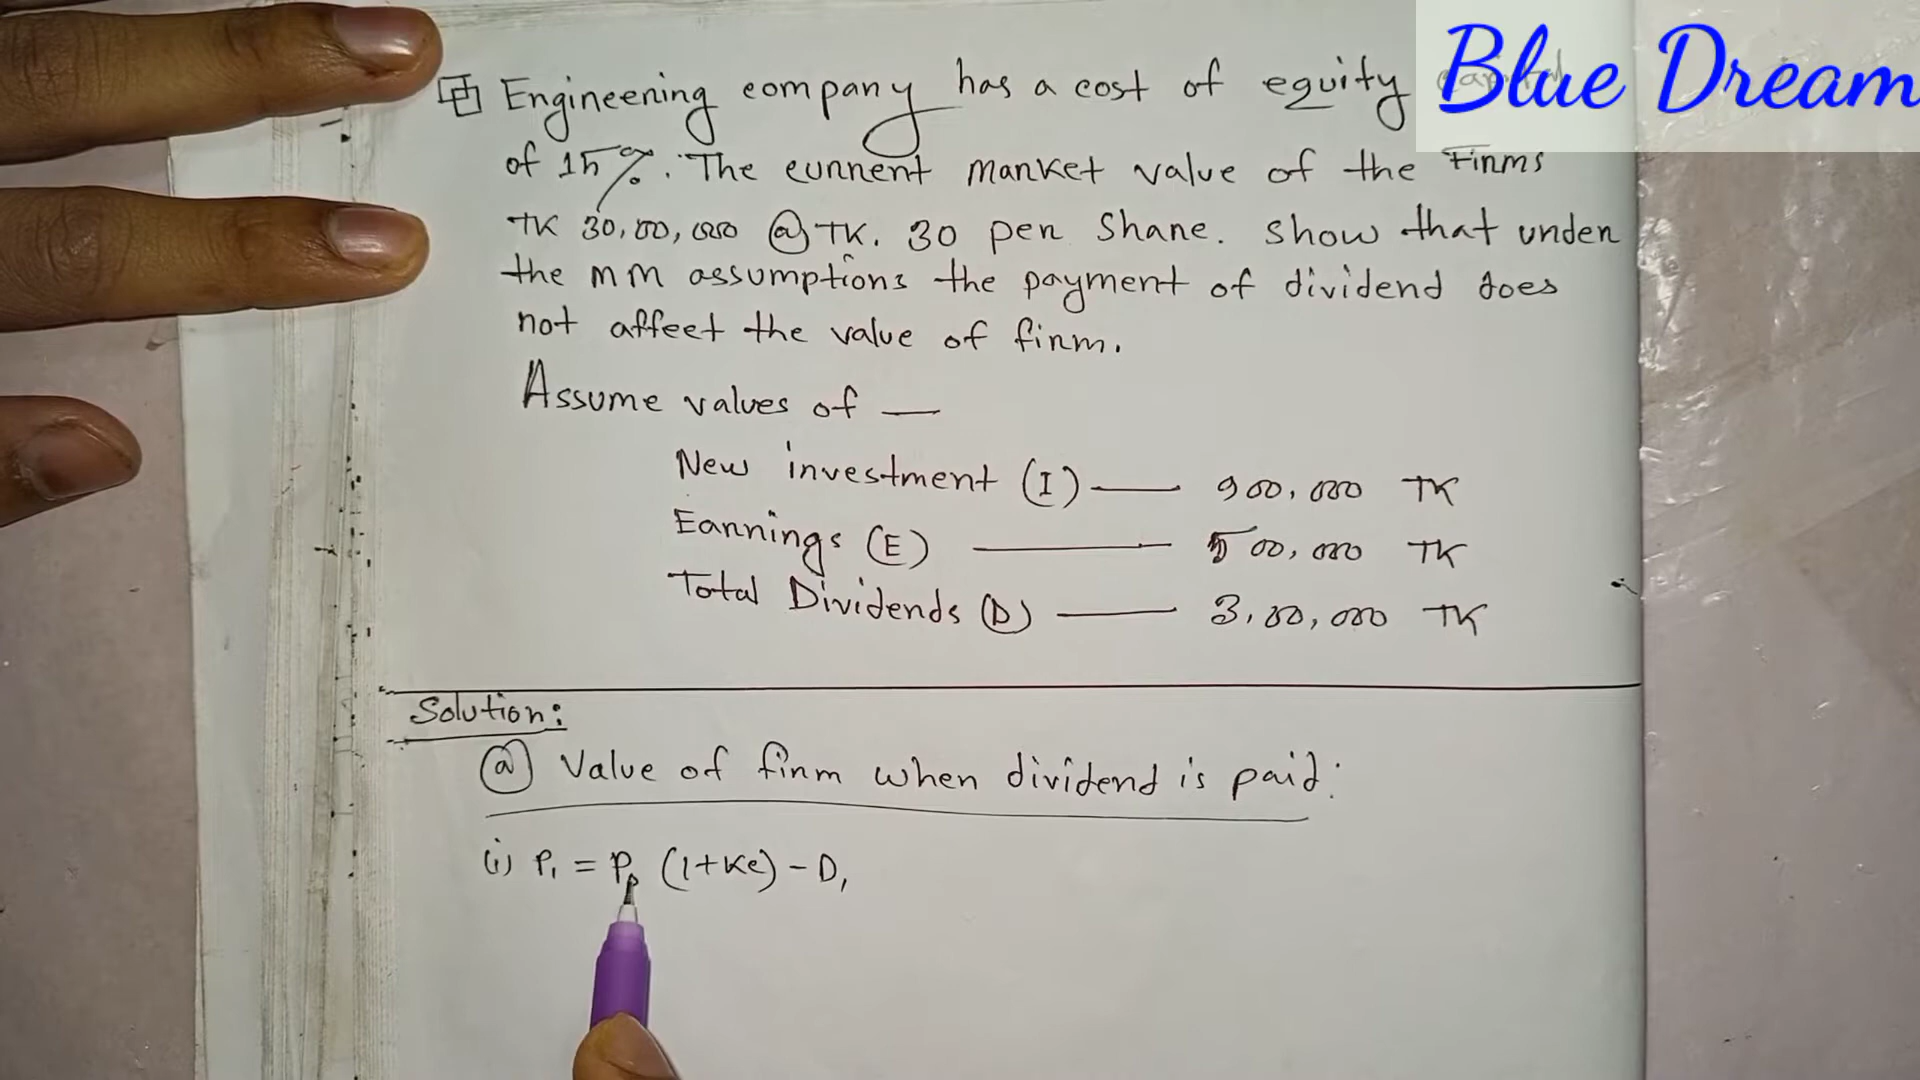 Blue Dream
Engineering company has a cost of equity capital
of 15%. The current market value of the Firms
TK 30,00,000 @ TK. 30 per Share. Show that under
the MM assumptions the payment of dividend does
not affect the value of firm.
Assume values of —
New investment (I) — 900,000 TK
Earnings (E) — 500,000 TK
Total Dividends (D) — 3,00,000 TK
Solution:
(a) Value of firm when dividend is paid:
(i) P₁ = P₀ (1+Ke) - D₁